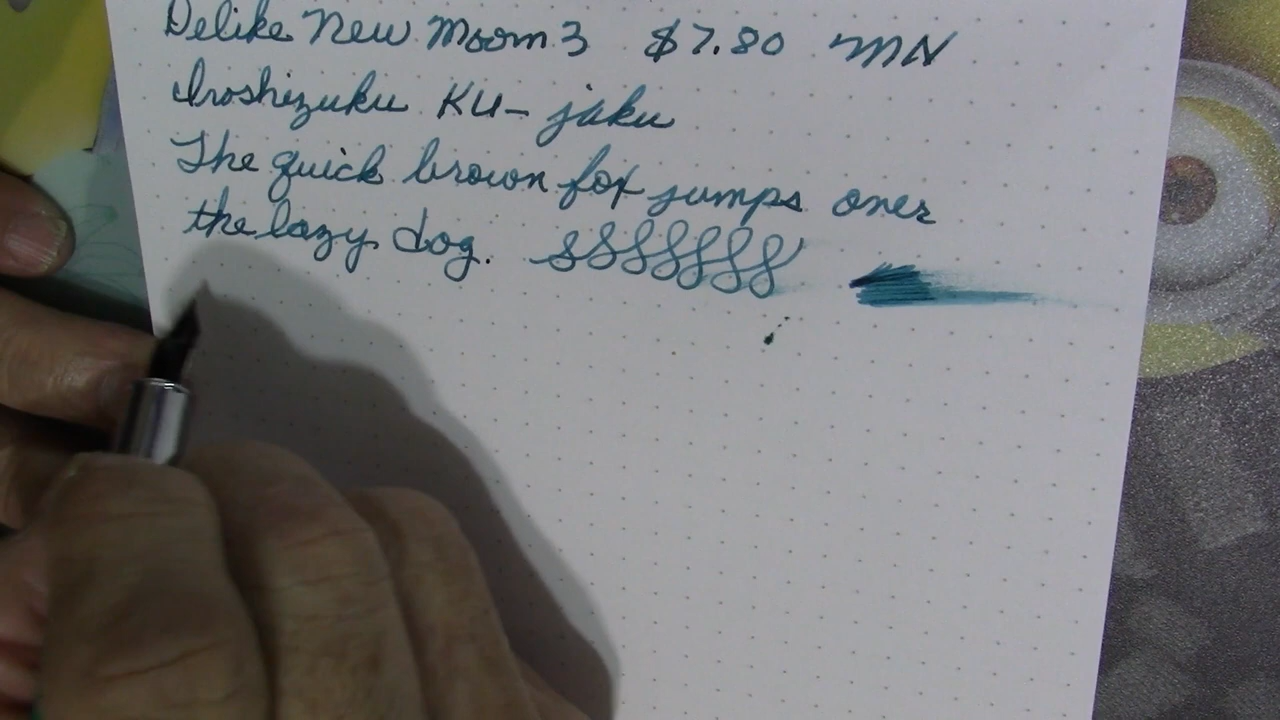 Delike New Moom 3 $7.80 MN
Iroshizuku KU-jaku
The quick brown fox jumps over
the lazy dog. sssssss